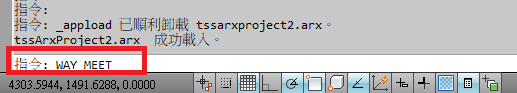 指令:
指令: _appload 已順利卸載 tssarxproject2.arx。
tssArxProject2.arx 成功載入。
指令: WAY MEET
4303.5944, 1491.6288, 0.0000